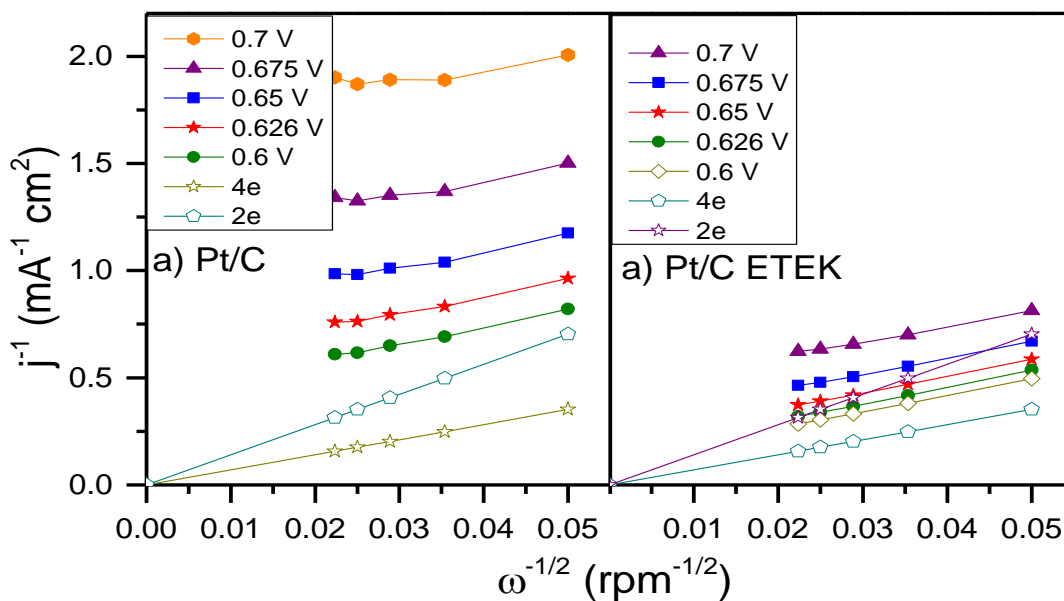 0.7 V
0.675 V
0.65 V
0.626 V
0.6 V
4e
2e
a) Pt/C
0.7 V
0.675 V
0.65 V
0.626 V
0.6 V
4e
2e
a) Pt/C ETEK
2.0
1.5
1.0
0.5
0.0
j⁻¹ (mA⁻¹ cm²)
0.00 0.01 0.02 0.03 0.04 0.05
0.01 0.02 0.03 0.04 0.05
ω⁻¹/² (rpm⁻¹/²)